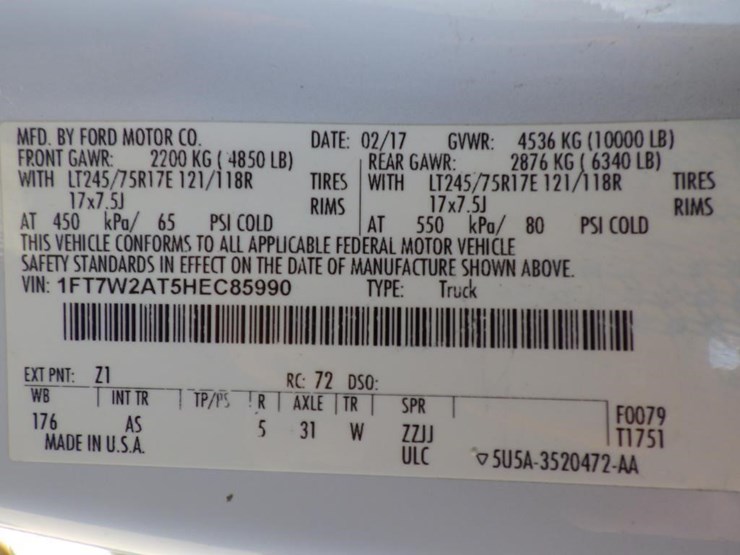 MFD. BY FORD MOTOR CO. DATE: 02/17 GVWR: 4536 KG (10000 LB)
FRONT GAWR: 2200 KG ( 4850 LB) REAR GAWR: 2876 KG ( 6340 LB)
WITH LT245/75R17E 121/118R TIRES WITH LT245/75R17E 121/118R TIRES
17x7.5J RIMS 17x7.5J RIMS
AT 450 kPa/ 65 PSI COLD AT 550 kPa/ 80 PSI COLD
THIS VEHICLE CONFORMS TO ALL APPLICABLE FEDERAL MOTOR VEHICLE
SAFETY STANDARDS IN EFFECT ON THE DATE OF MANUFACTURE SHOWN ABOVE.
VIN: 1FT7W2AT5HEC85990 TYPE: Truck
EXT PNT: Z1 RC: 72 DSO:
WB INT TR TP/PS R AXLE TR SPR F0079
176 AS 5 31 W ZZJJ T1751
MADE IN U.S.A. ULC ▽5U5A-3520472-AA